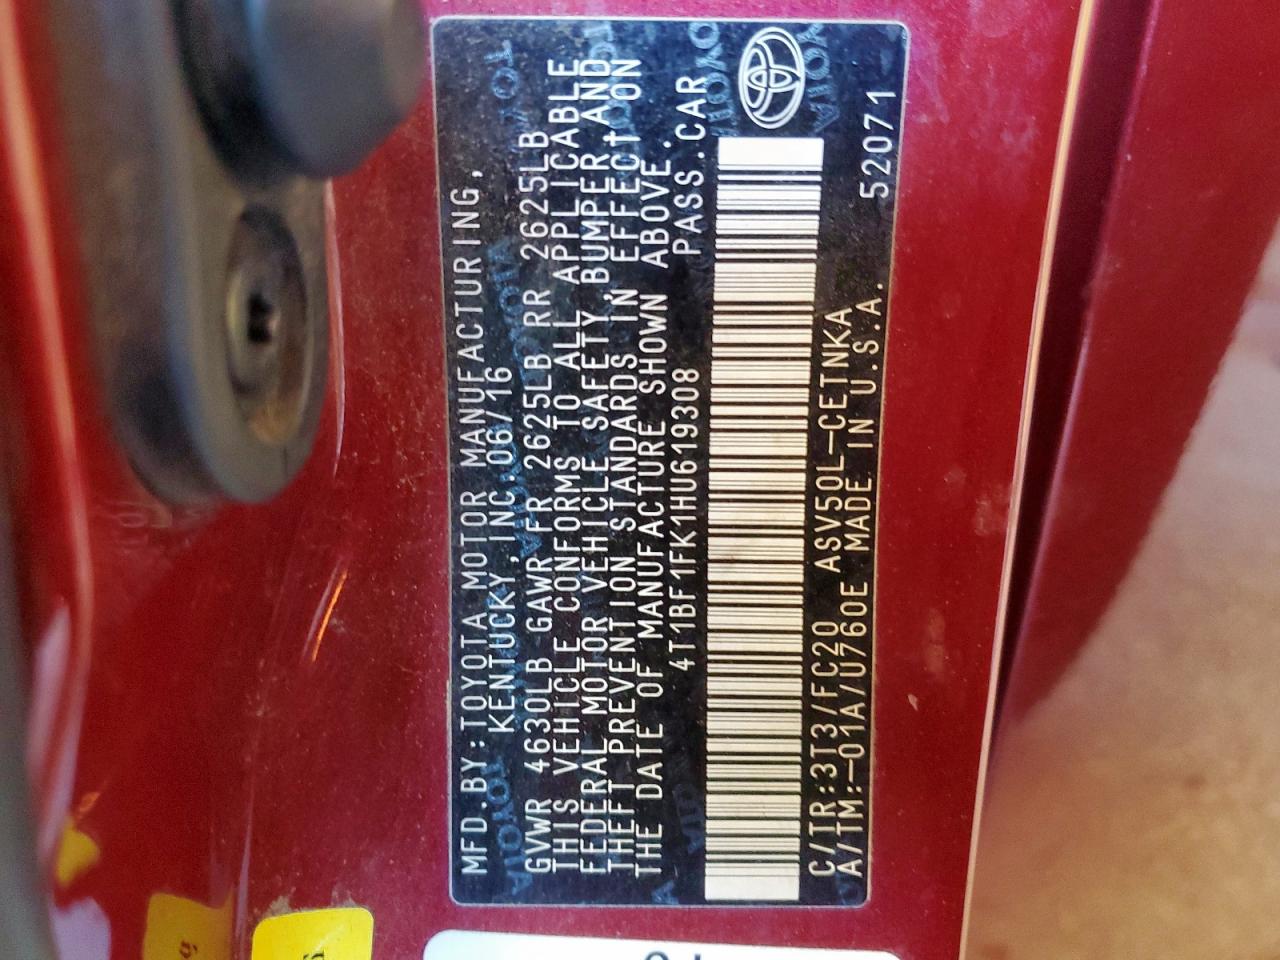 MFD.BY:TOYOTA MOTOR MANUFACTURING,
KENTUCKY,INC.06/16
GVWR 4630LB GAWR FR 2625LB RR 2625LB
THIS VEHICLE CONFORMS TO ALL APPLICABLE
FEDERAL MOTOR VEHICLE SAFETY,BUMPER,AND
THEFT PREVENTION STANDARDS IN EFFECT ON
THE DATE OF MANUFACTURE SHOWN ABOVE.
4T1BF1FK1HU619308 PASS.CAR
C/TR:3T3/FC20 ASV50L-CETNKA
A/TM:-01A/U760E MADE IN U.S.A.
52071